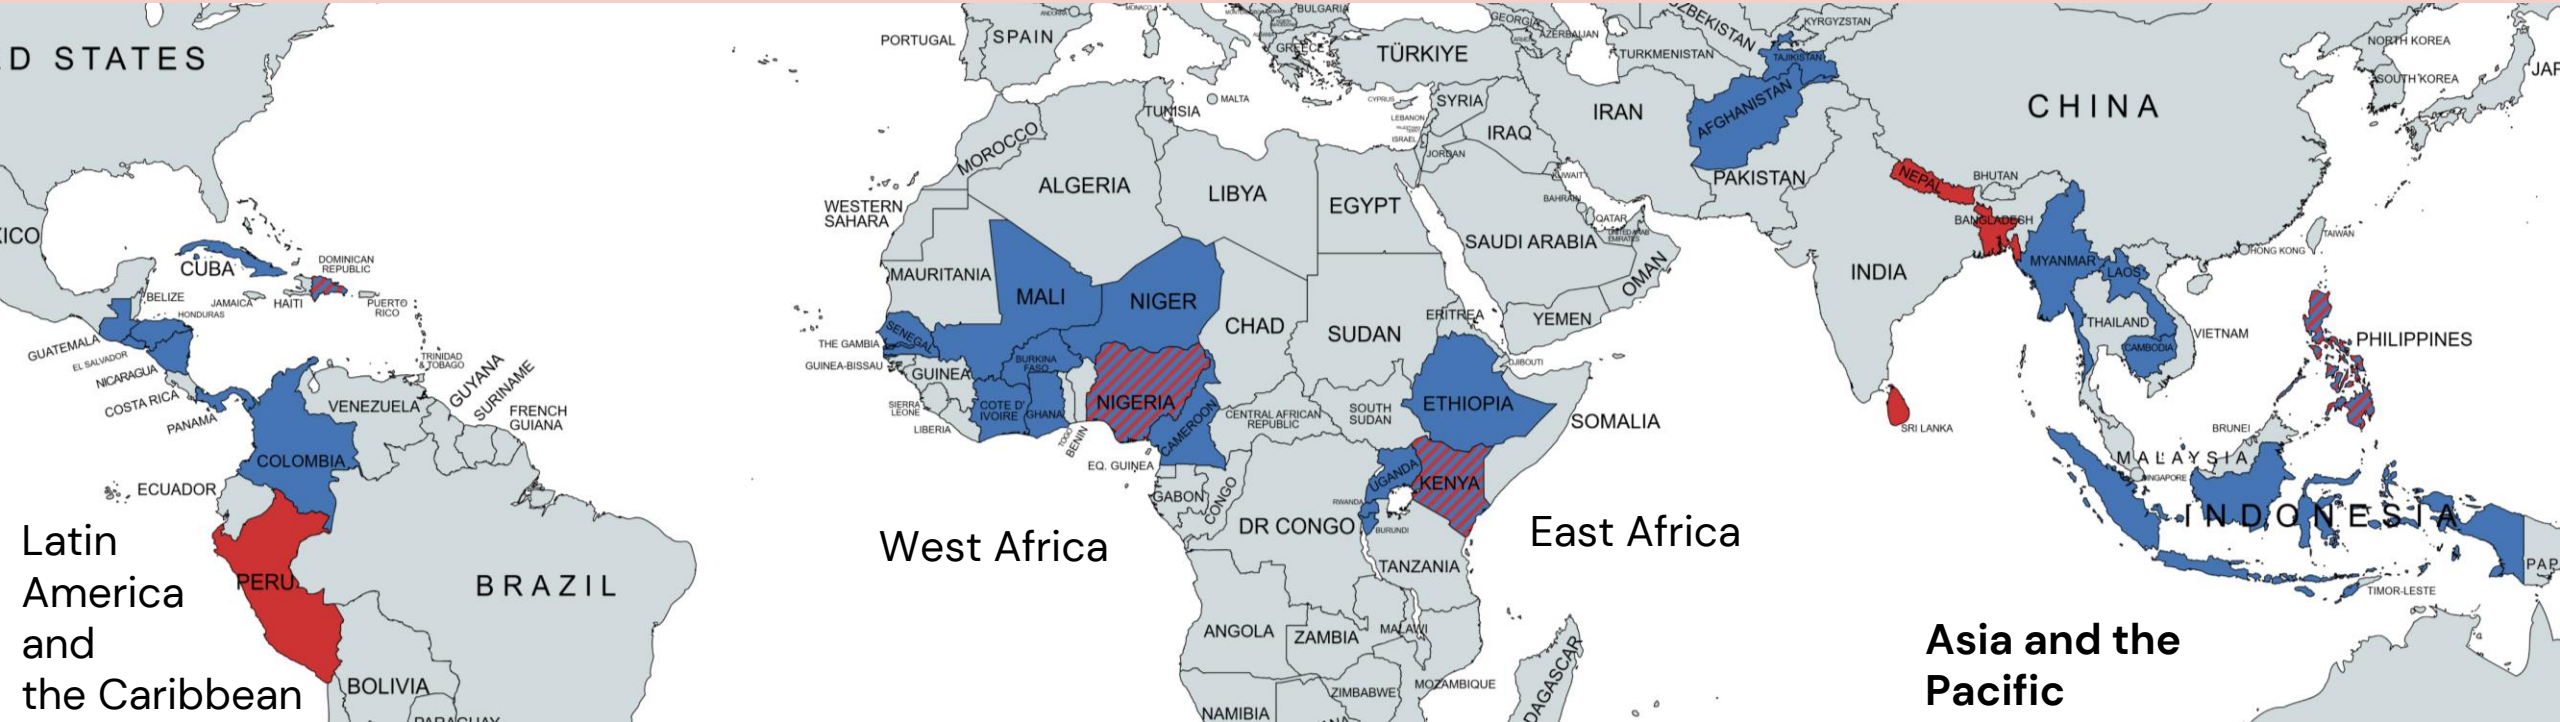 D STATES
XICO
CUBA
DOMINICAN
REPUBLIC
BELIZE
JAMAICA
HAITI
PUERTO
RICO
HONDURAS
GUATEMALA
EL SALVADOR
NICARAGUA
COSTA RICA
PANAMA
TRINIDAD
& TOBAGO
GUYANA
SURINAME
FRENCH
GUIANA
VENEZUELA
COLOMBIA
ECUADOR
PERU
BRAZIL
BOLIVIA
PARAGUAY
Latin
America
and
the Caribbean
PORTUGAL
SPAIN
ANDORRA
MONACO
BULGARIA
GREECE
TÜRKIYE
GEORGIA
AZERBAIJAN
UZBEKISTAN
KYRGYZSTAN
TURKMENISTAN
TAJIKISTAN
TUNISIA
MALTA
CYPRUS
SYRIA
LEBANON
ISRAEL
IRAQ
IRAN
JORDAN
AFGHANISTAN
PAKISTAN
MOROCCO
ALGERIA
LIBYA
EGYPT
WESTERN
SAHARA
KUWAIT
BAHRAIN
QATAR
UNITED ARAB
EMIRATES
SAUDI ARABIA
OMAN
YEMEN
MAURITANIA
MALI
NIGER
CHAD
SUDAN
ERITREA
DJIBOUTI
SENEGAL
THE GAMBIA
GUINEA-BISSAU
GUINEA
SIERRA
LEONE
LIBERIA
BURKINA
FASO
COTE D'
IVOIRE
GHANA
TOGO
BENIN
NIGERIA
CAMEROON
CENTRAL AFRICAN
REPUBLIC
SOUTH
SUDAN
ETHIOPIA
SOMALIA
EQ. GUINEA
GABON
CONGO
DR CONGO
UGANDA
KENYA
RWANDA
BURUNDI
TANZANIA
ANGOLA
ZAMBIA
MALAWI
MOZAMBIQUE
ZIMBABWE
NAMIBIA
MADAGASCAR
West Africa
East Africa
CHINA
NORTH KOREA
SOUTH KOREA
JAP
NEPAL
BHUTAN
BANGLADESH
INDIA
SRI LANKA
MYANMAR
LAOS
THAILAND
CAMBODIA
VIETNAM
HONG KONG
TAIWAN
PHILIPPINES
BRUNEI
MALAYSIA
SINGAPORE
INDONESIA
TIMOR-LESTE
PAP
Asia and the
Pacific